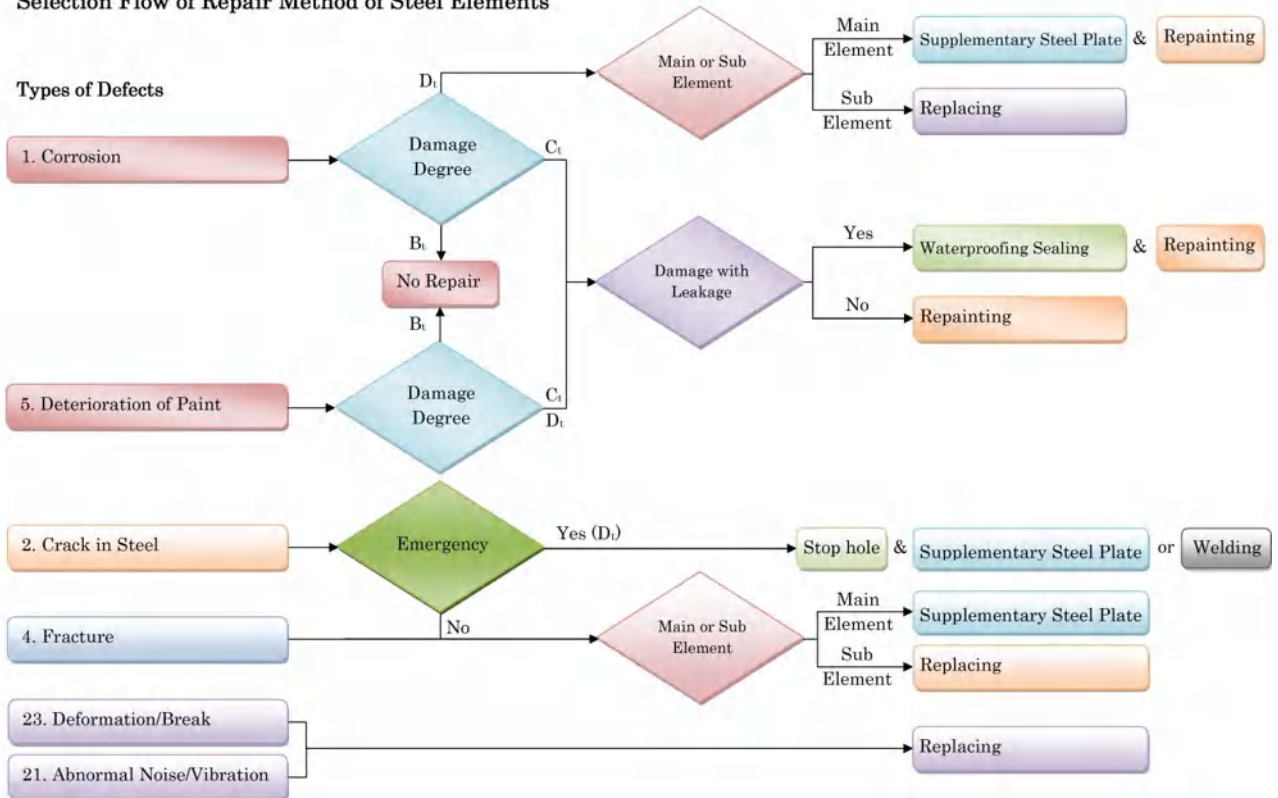 Selection Flow of Repair Method of Steel Elements
Types of Defects
1. Corrosion
Damage
Degree
Dₜ
Cₜ
Bₜ
Main or Sub
Element
Main
Element
Supplementary Steel Plate & Repainting
Sub
Element
Replacing
No Repair
Damage with
Leakage
Yes
Waterproofing Sealing & Repainting
No
Repainting
5. Deterioration of Paint
Bₜ
Damage
Degree
Cₜ
Dₜ
2. Crack in Steel
Emergency
Yes (Dₜ)
Stop hole & Supplementary Steel Plate or Welding
No
4. Fracture
Main or Sub
Element
Main
Element
Supplementary Steel Plate
Sub
Element
Replacing
23. Deformation/Break
21. Abnormal Noise/Vibration
Replacing